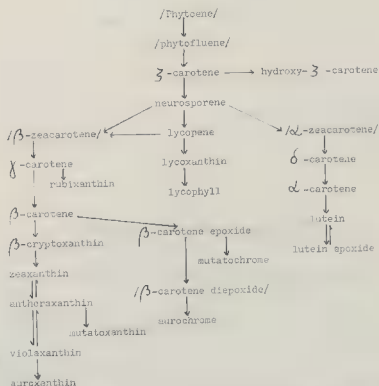 /Phytoene/
/phytofluene/
ξ-carotene
hydroxy-ξ-carotene
neurosporene
/β-zeacarotene/
lycopene
/α-zeacarotene/
γ-carotene
lycoxanthin
δ-carotene
rubixanthin
lycophyll
α-carotene
β-carotene
lutein
β-cryptoxanthin
β-carotene epoxide
lutein epoxide
zeaxanthin
mutatochrome
antheraxanthin
/β-carotene diepoxide/
mutatoxanthin
aurochrome
violaxanthin
auroxanthin